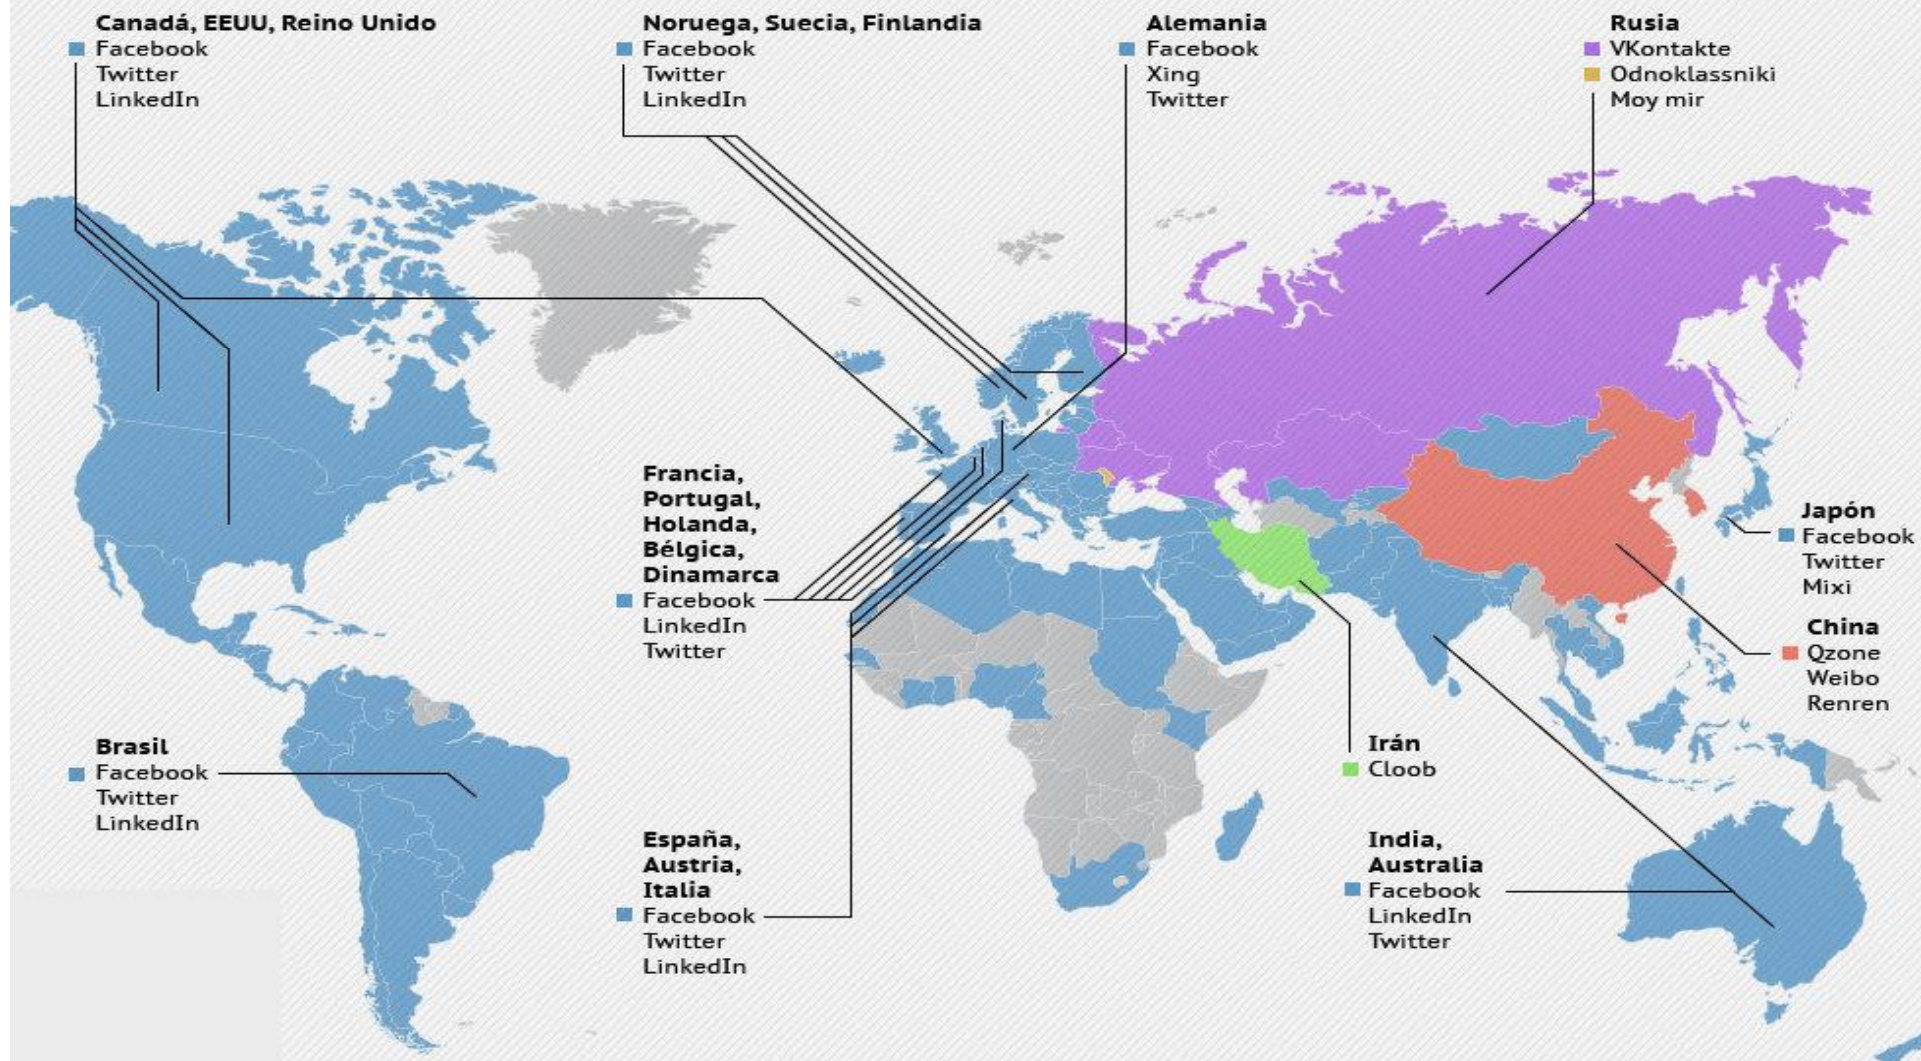 Canadá, EEUU, Reino Unido
Facebook
Twitter
LinkedIn
Noruega, Suecia, Finlandia
Facebook
Twitter
LinkedIn
Alemania
Facebook
Xing
Twitter
Rusia
VKontakte
Odnoklassniki
Moy mir
Francia,
Portugal,
Holanda,
Bélgica,
Dinamarca
Facebook
LinkedIn
Twitter
Japón
Facebook
Twitter
Mixi
China
Qzone
Weibo
Renren
Brasil
Facebook
Twitter
LinkedIn
Irán
Cloob
España,
Austria,
Italia
Facebook
Twitter
LinkedIn
India,
Australia
Facebook
LinkedIn
Twitter